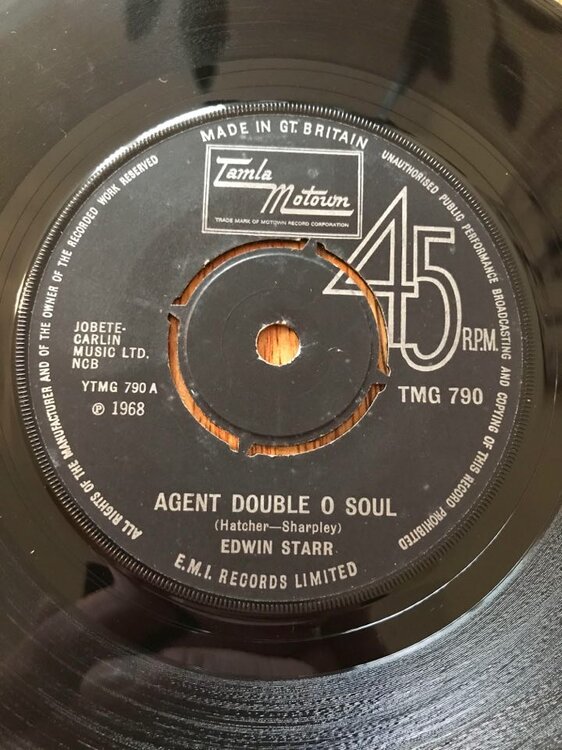 MADE IN GT. BRITAIN
Tamla
Motown
TRADE MARK OF MOTOWN RECORD CORPORATION
45
R.P.M.
JOBETE-
CARLIN
MUSIC LTD.
NCB
YTMG 790 A
℗ 1968
TMG 790
AGENT DOUBLE O SOUL
(Hatcher—Sharpley)
EDWIN STARR
E.M.I. RECORDS LIMITED
ALL RIGHTS OF THE MANUFACTURER AND OF THE OWNER OF THE RECORDED WORK RESERVED
UNAUTHORISED PUBLIC PERFORMANCE BROADCASTING AND COPYING OF THIS RECORD PROHIBITED